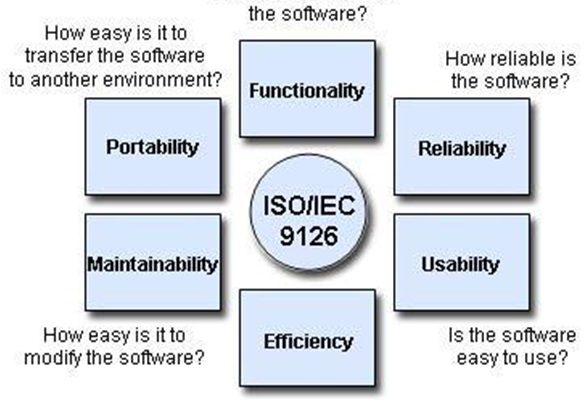 the software?
How easy is it to
transfer the software
to another environment?
Functionality
How reliable is
the software?
Portability
Reliability
ISO/IEC
9126
Maintainability
Usability
Efficiency
How easy is it to
modify the software?
Is the software
easy to use?